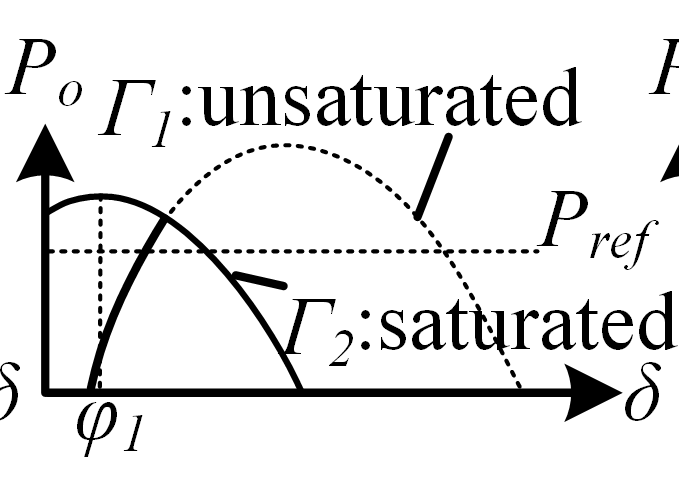 P_o
Γ_1:unsaturated
P_ref
Γ_2:saturated
δ
φ_1
δ